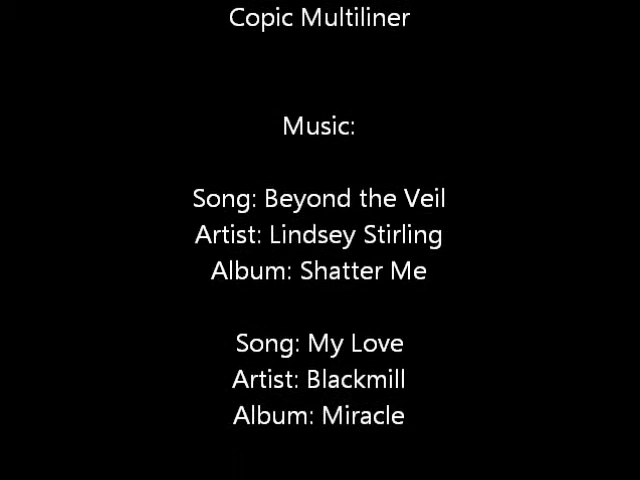 Copic Multiliner
Music:
Song: Beyond the Veil
Artist: Lindsey Stirling
Album: Shatter Me
Song: My Love
Artist: Blackmill
Album: Miracle